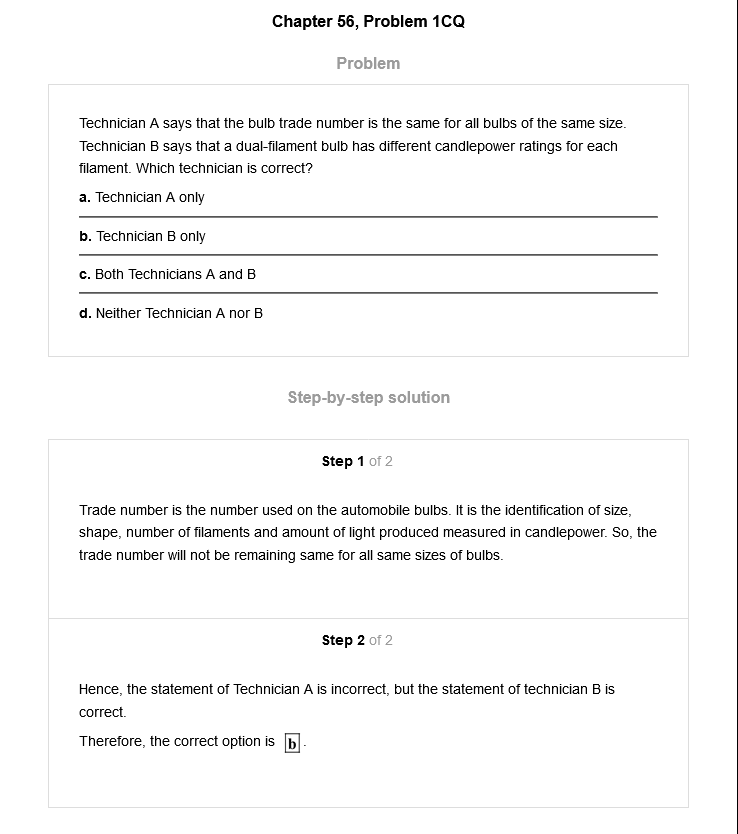 Chapter 56, Problem 1CQ
Problem
Technician A says that the bulb trade number is the same for all bulbs of the same size.
Technician B says that a dual-filament bulb has different candlepower ratings for each
filament. Which technician is correct?
a. Technician A only
b. Technician B only
c. Both Technicians A and B
d. Neither Technician A nor B
Step-by-step solution
Step 1 of 2
Trade number is the number used on the automobile bulbs. It is the identification of size,
shape, number of filaments and amount of light produced measured in candlepower. So, the
trade number will not be remaining same for all same sizes of bulbs.
Step 2 of 2
Hence, the statement of Technician A is incorrect, but the statement of technician B is
correct.
Therefore, the correct option is b.